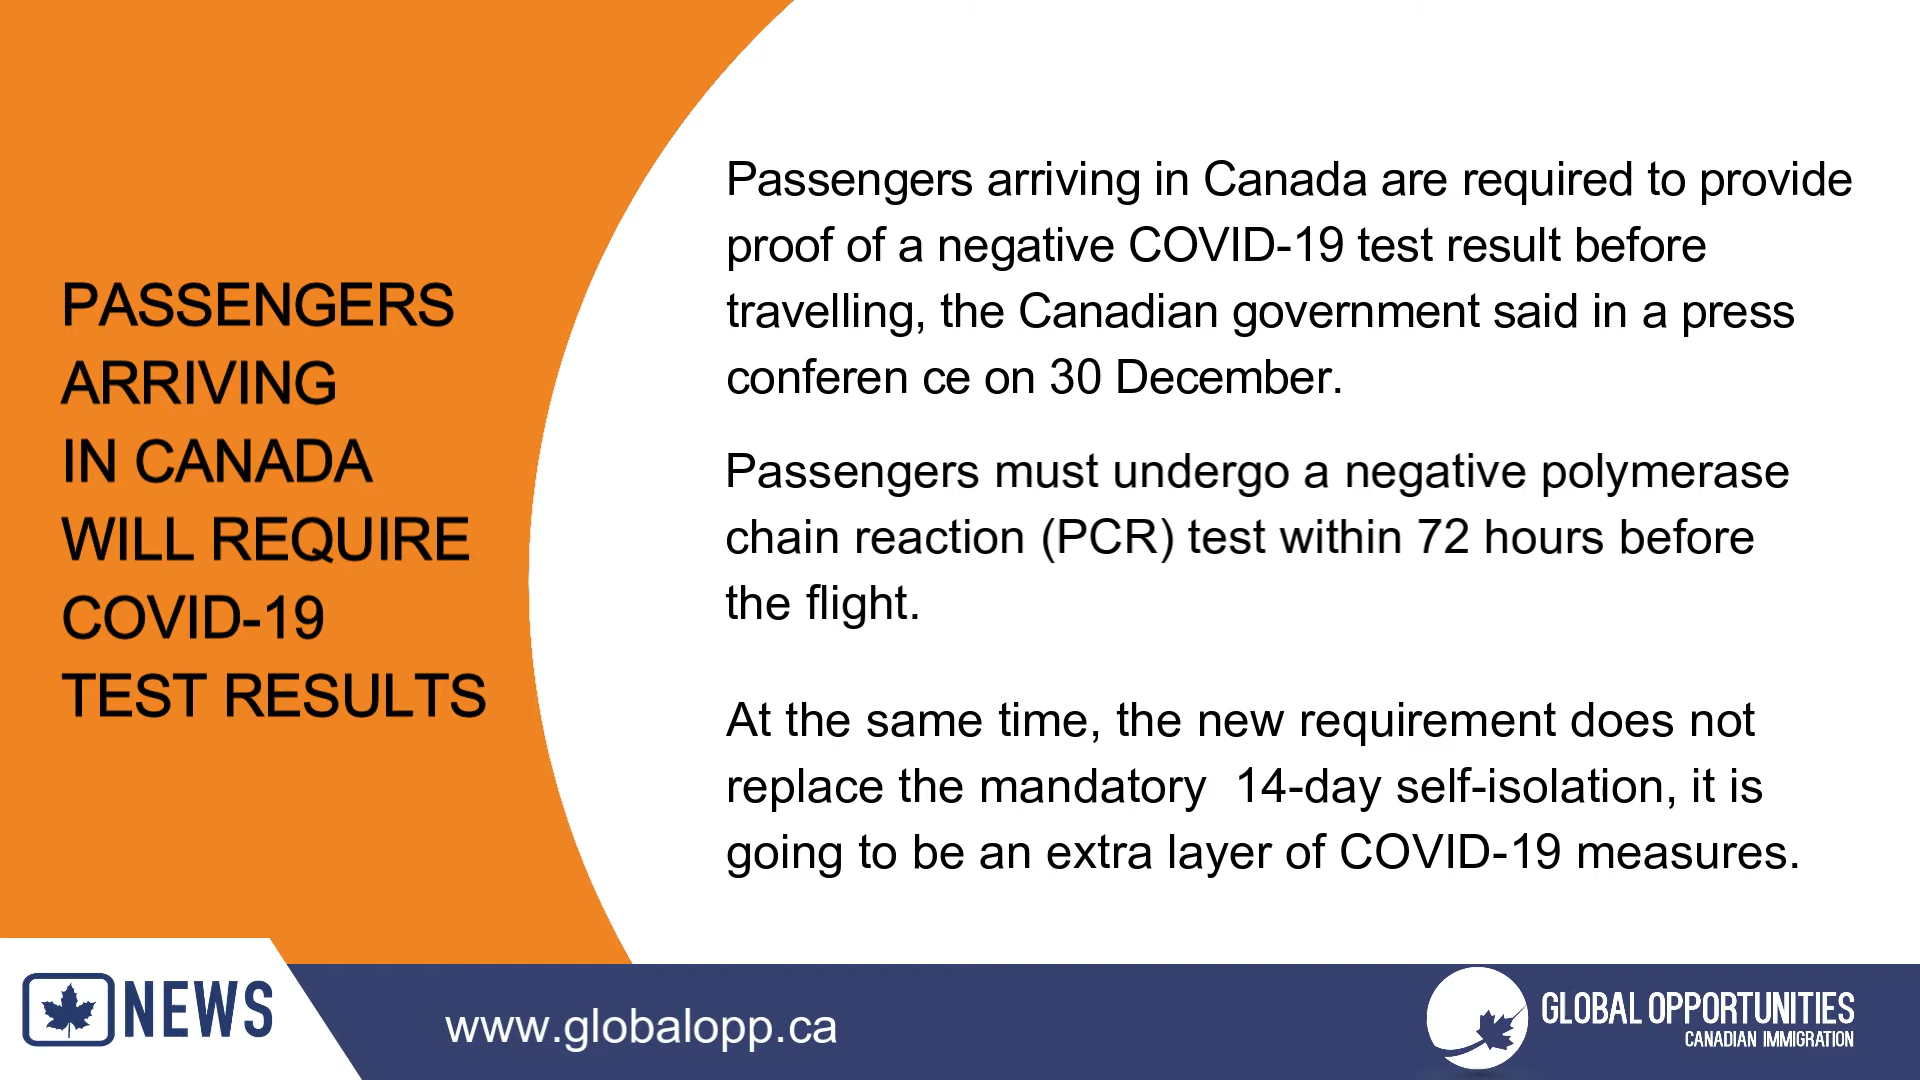 PASSENGERS
ARRIVING
IN CANADA
WILL REQUIRE
COVID-19
TEST RESULTS
Passengers arriving in Canada are required to provide
proof of a negative COVID-19 test result before
travelling, the Canadian government said in a press
conferen ce on 30 December.
Passengers must undergo a negative polymerase
chain reaction (PCR) test within 72 hours before
the flight.
At the same time, the new requirement does not
replace the mandatory  14-day self-isolation, it is
going to be an extra layer of COVID-19 measures.
NEWS
www.globalopp.ca
GLOBAL OPPORTUNITIES
CANADIAN IMMIGRATION